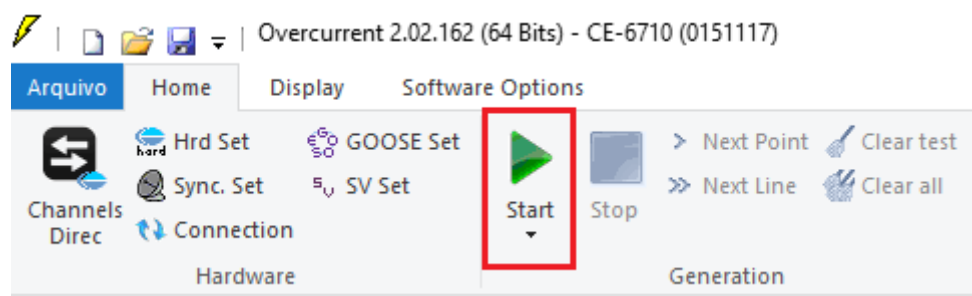 Overcurrent 2.02.162 (64 Bits) - CE-6710 (0151117)
Arquivo Home Display Software Options
Channels Direc
hard Hrd Set
Sync. Set
Connection
GOOSE Set
SV Set
Hardware
Start
Stop
Next Point
Next Line
Clear test
Clear all
Generation